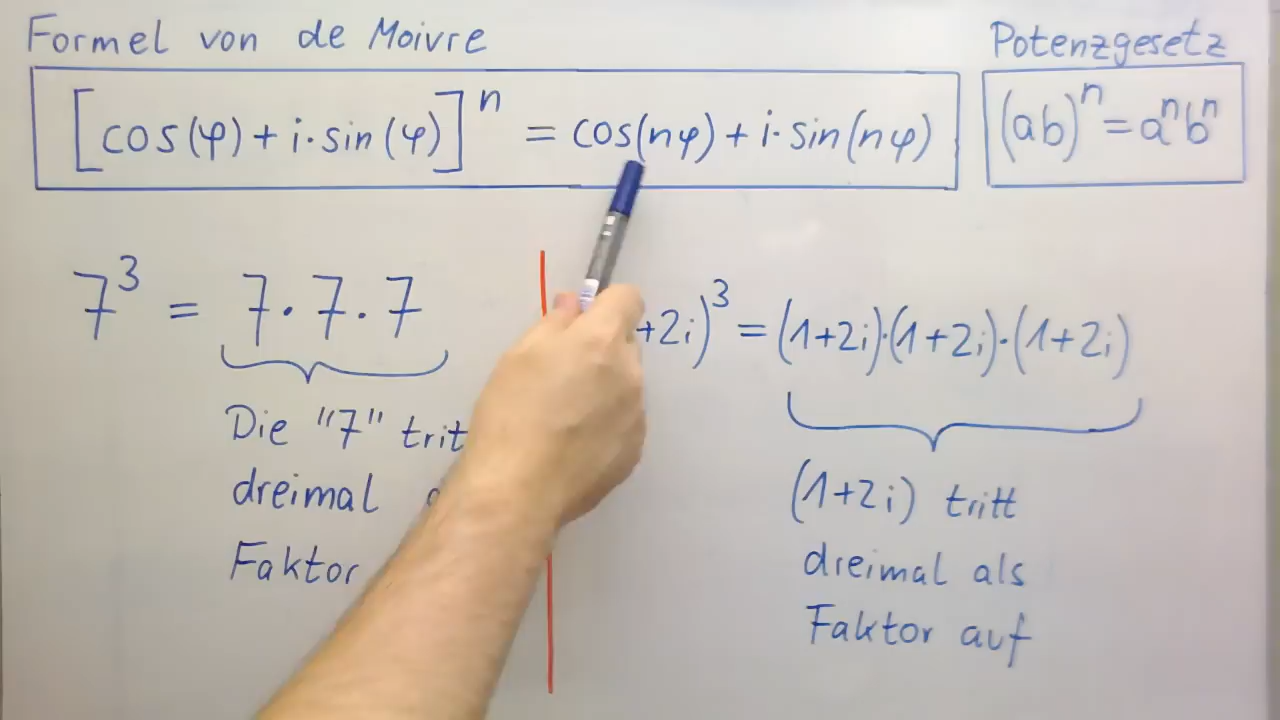 Formel von de Moivre
[cos(φ) + i·sin(φ)]ⁿ = cos(nφ) + i·sin(nφ)
Potenzgesetz
(ab)ⁿ = aⁿbⁿ
7³ = 7·7·7
Die "7" trit
dreimal
Faktor
+2i)³ = (1+2i)·(1+2i)·(1+2i)
(1+2i) tritt
dreimal als
Faktor auf